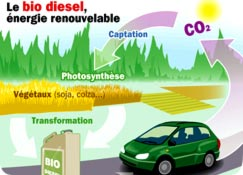 Le bio diesel,
énergie renouvelable
CO2
Captation
Photosynthèse
Végétaux (soja, colza,..)
Transformation
BIO